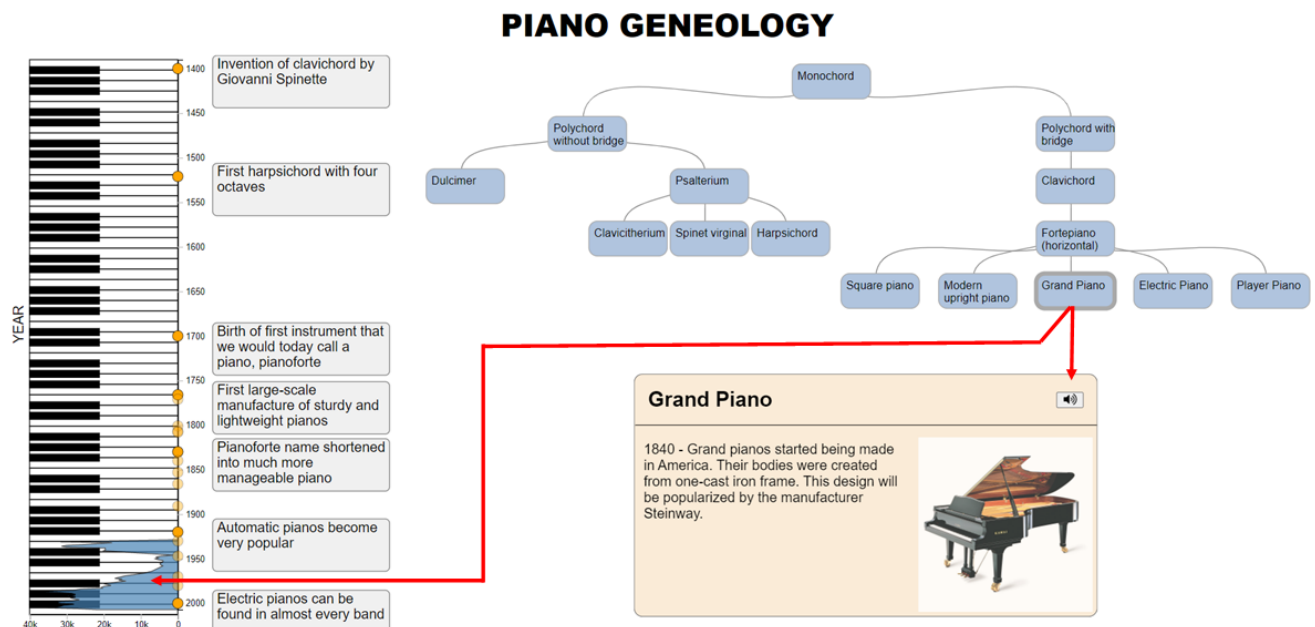 PIANO GENEOLOGY
1400
Invention of clavichord by
Giovanni Spinette
1450
1500
First harpsichord with four
octaves
1550
1600
1650
YEAR
1700
Birth of first instrument that
we would today call a
piano, pianoforte
1750
First large-scale
manufacture of sturdy and
lightweight pianos
1800
Pianoforte name shortened
into much more
manageable piano
1850
1900
Automatic pianos become
very popular
1950
Electric pianos can be
found in almost every band
2000
40k 30k 20k 10k 0
Monochord
Polychord
without bridge
Polychord with
bridge
Dulcimer
Psalterium
Clavichord
Clavicitherium
Spinet virginal
Harpsichord
Fortepiano
(horizontal)
Square piano
Modern
upright piano
Grand Piano
Electric Piano
Player Piano
Grand Piano
1840 - Grand pianos started being made
in America. Their bodies were created
from one-cast iron frame. This design will
be popularized by the manufacturer
Steinway.